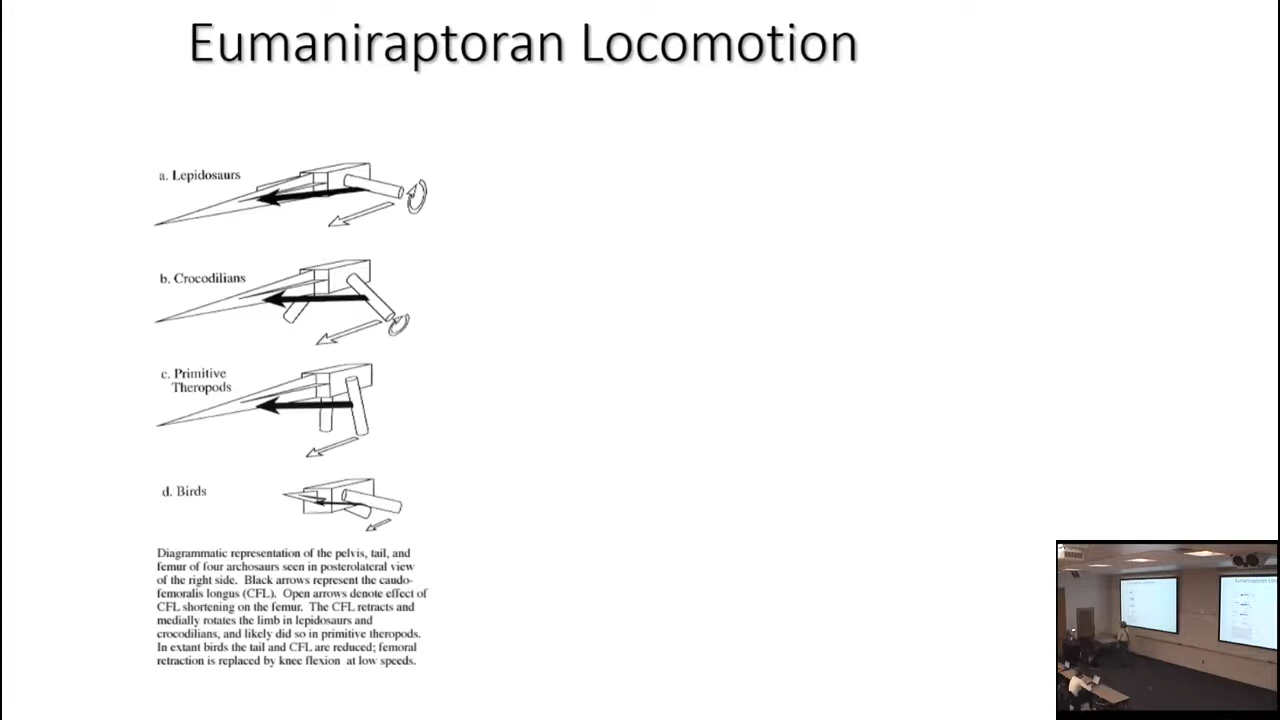 Eumaniraptoran Locomotion
a. Lepidosaurs
b. Crocodilians
c. Primitive
Theropods
d. Birds
Diagrammatic representation of the pelvis, tail, and
femur of four archosaurs seen in posterolateral view
of the right side. Black arrows represent the caudo-
femoralis longus (CFL). Open arrows denote effect of
CFL shortening on the femur. The CFL retracts and
medially rotates the limb in lepidosaurs and
crocodilians, and likely did so in primitive theropods.
In extant birds the tail and CFL are reduced; femoral
retraction is replaced by knee flexion at low speeds.